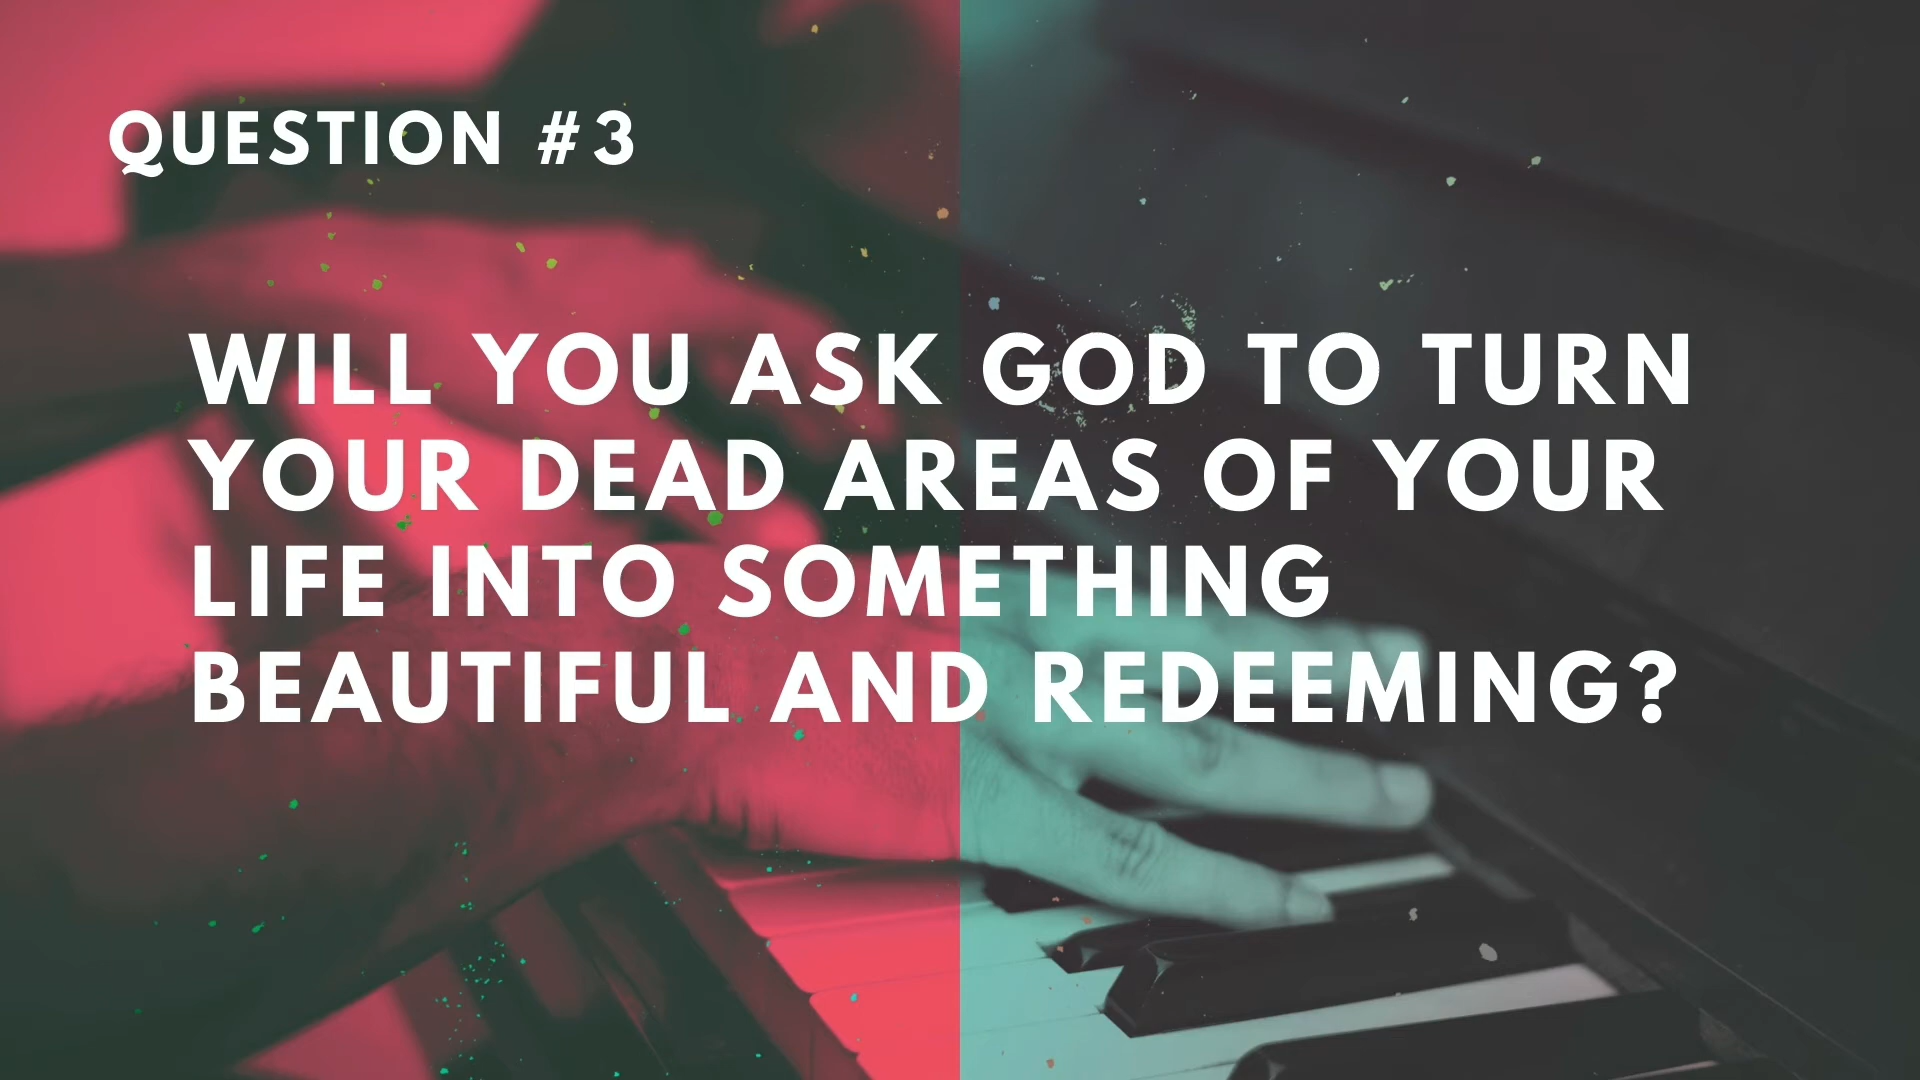 QUESTION #3
WILL YOU ASK GOD TO TURN
YOUR DEAD AREAS OF YOUR
LIFE INTO SOMETHING
BEAUTIFUL AND REDEEMING?